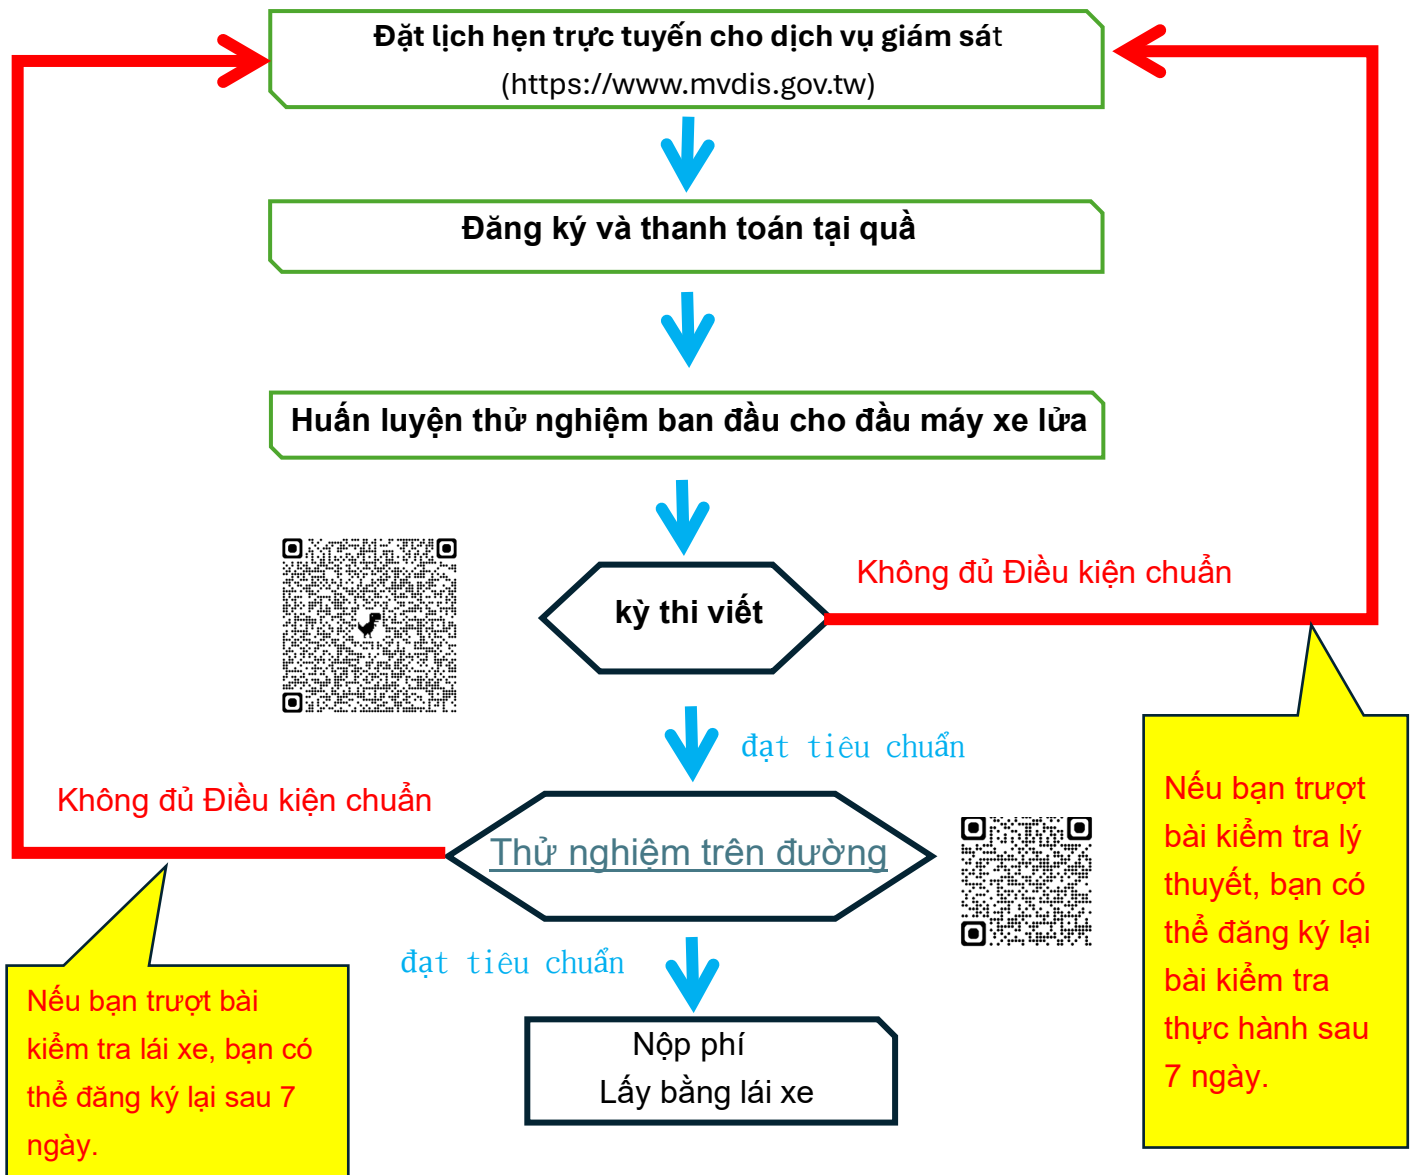 Đặt lịch hẹn trực tuyến cho dịch vụ giám sát
(https://www.mvdis.gov.tw)
Đăng ký và thanh toán tại quầ
Huấn luyện thử nghiệm ban đầu cho đầu máy xe lửa
kỳ thi viết
Không đủ Điều kiện chuẩn
đạt tiêu chuẩn
Không đủ Điều kiện chuẩn
Thử nghiệm trên đường
Nếu bạn trượt
bài kiểm tra lý
thuyết, bạn có
thể đăng ký lại
bài kiểm tra
thực hành sau
7 ngày.
đạt tiêu chuẩn
Nếu bạn trượt bài
kiểm tra lái xe, bạn có
thể đăng ký lại sau 7
ngày.
Nộp phí
Lấy bằng lái xe